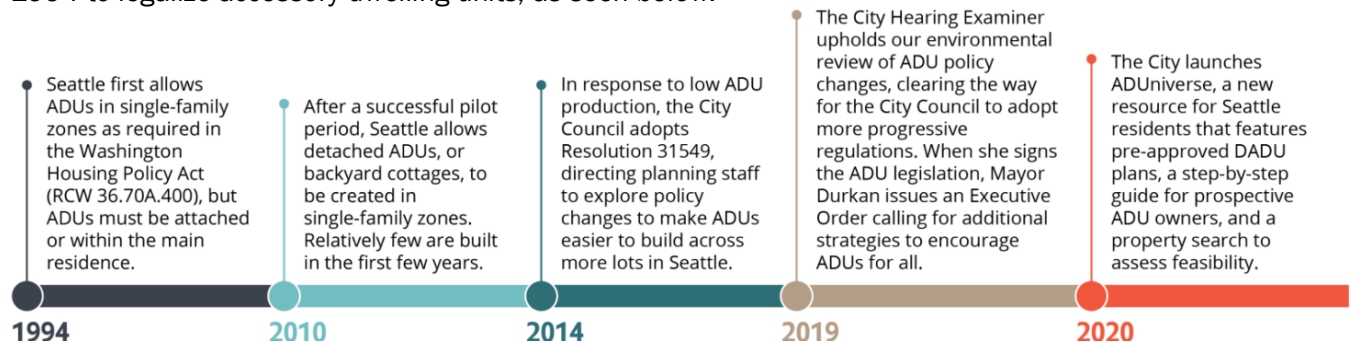 to legalize accessory dwelling units, as seen below.
Seattle first allows
ADUs in single-family
zones as required in
the Washington
Housing Policy Act
(RCW 36.70A.400), but
ADUs must be attached
or within the main
residence.
After a successful pilot
period, Seattle allows
detached ADUs, or
backyard cottages, to
be created in
single-family zones.
Relatively few are built
in the first few years.
In response to low ADU
production, the City
Council adopts
Resolution 31549,
directing planning staff
to explore policy
changes to make ADUs
easier to build across
more lots in Seattle.
The City Hearing Examiner
upholds our environmental
review of ADU policy
changes, clearing the way
for the City Council to adopt
more progressive
regulations. When she signs
the ADU legislation, Mayor
Durkan issues an Executive
Order calling for additional
strategies to encourage
ADUs for all.
The City launches
ADUniverse, a new
resource for Seattle
residents that features
pre-approved DADU
plans, a step-by-step
guide for prospective
ADU owners, and a
property search to
assess feasibility.
1994
2010
2014
2019
2020